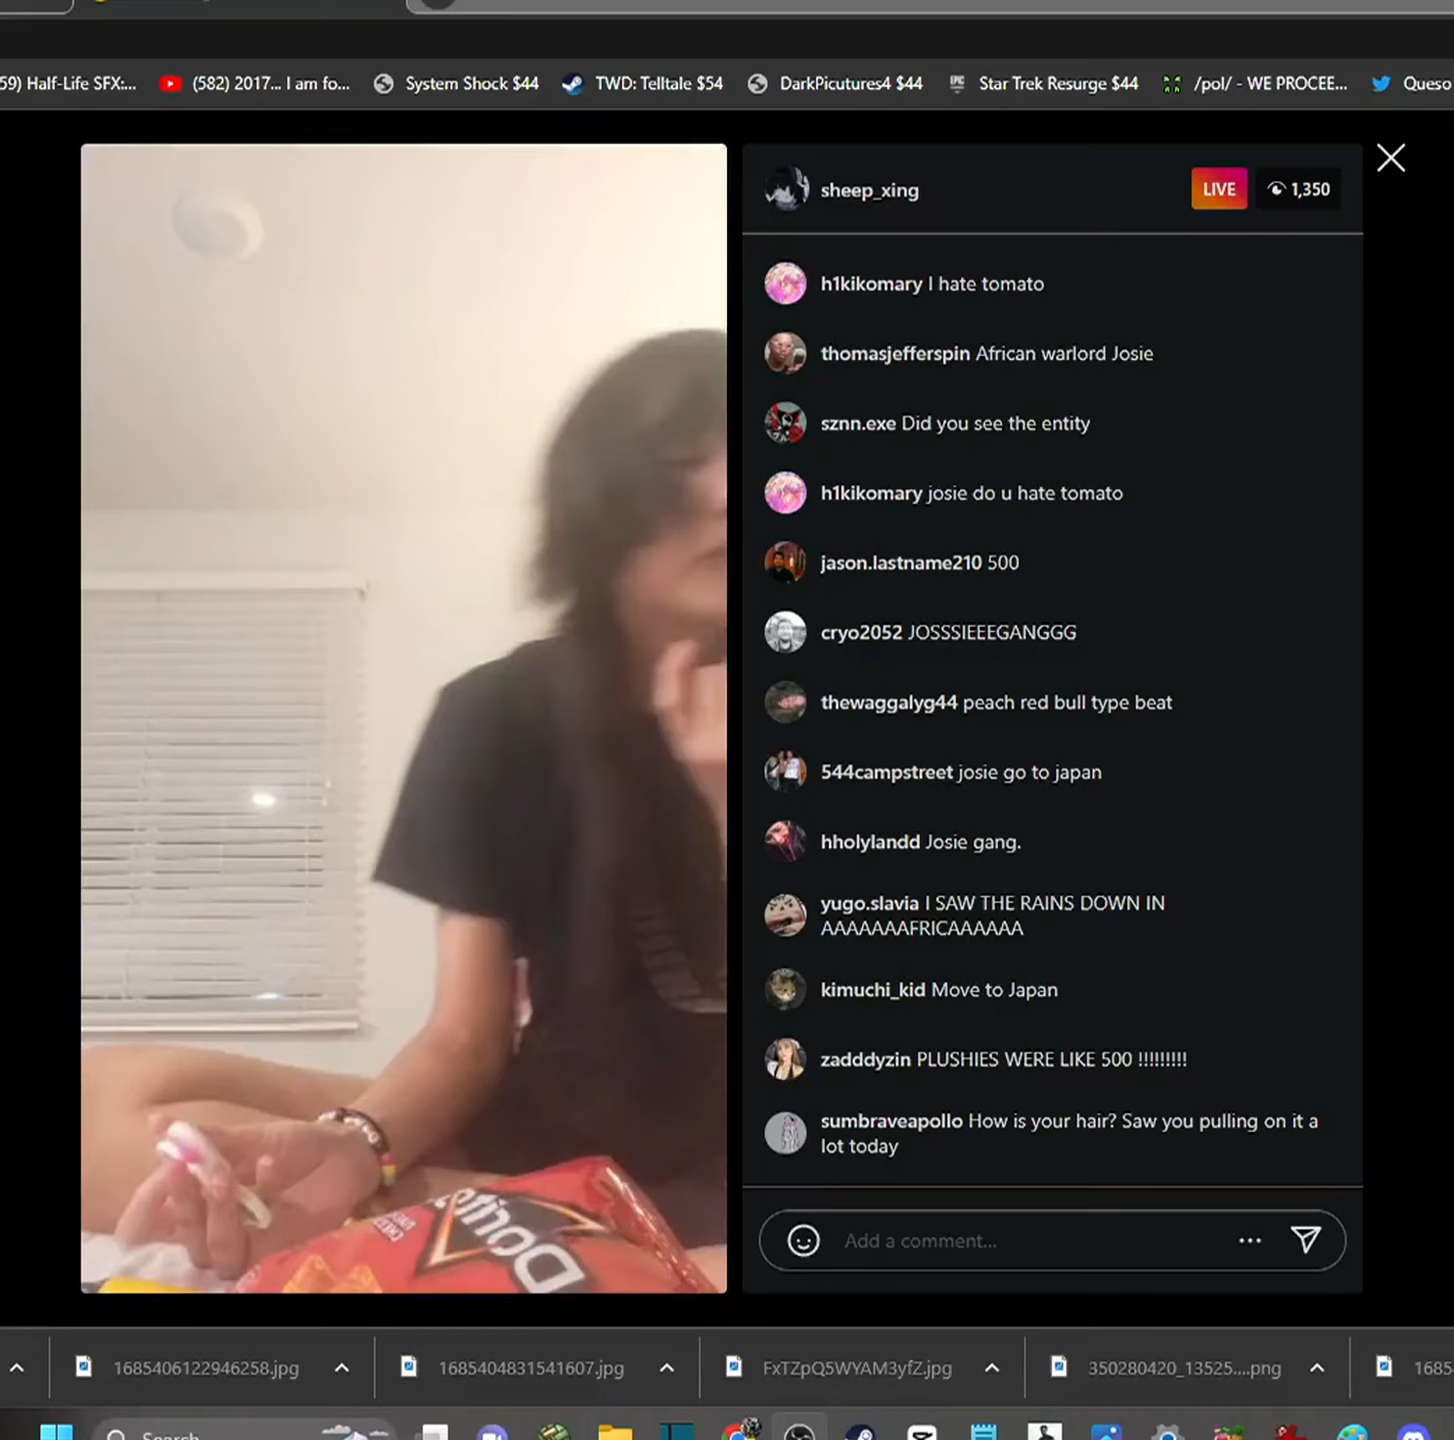 59) Half-Life SFX:...
(582) 2017... I am fo...
System Shock $44
TWD: Telltale $54
DarkPicutures4 $44
EPIC
Star Trek Resurge $44
/pol/ - WE PROCEE...
Queso
sheep_xing
LIVE
1,350
h1kikomary I hate tomato
thomasjefferspin African warlord Josie
sznn.exe Did you see the entity
h1kikomary josie do u hate tomato
jason.lastname210 500
cryo2052 JOSSSIEEEGANGGG
thewaggalyg44 peach red bull type beat
544campstreet josie go to japan
hholylandd Josie gang.
yugo.slavia I SAW THE RAINS DOWN IN
AAAAAAAFRICAAAAAA
kimuchi_kid Move to Japan
zadddyzin PLUSHIES WERE LIKE 500 !!!!!!!!!
sumbraveapollo How is your hair? Saw you pulling on it a
lot today
Doritos
Add a comment...
1685406122946258.jpg
1685404831541607.jpg
FxTZpQ5WYAM3yfZ.jpg
350280420_13525....png
1685
Search